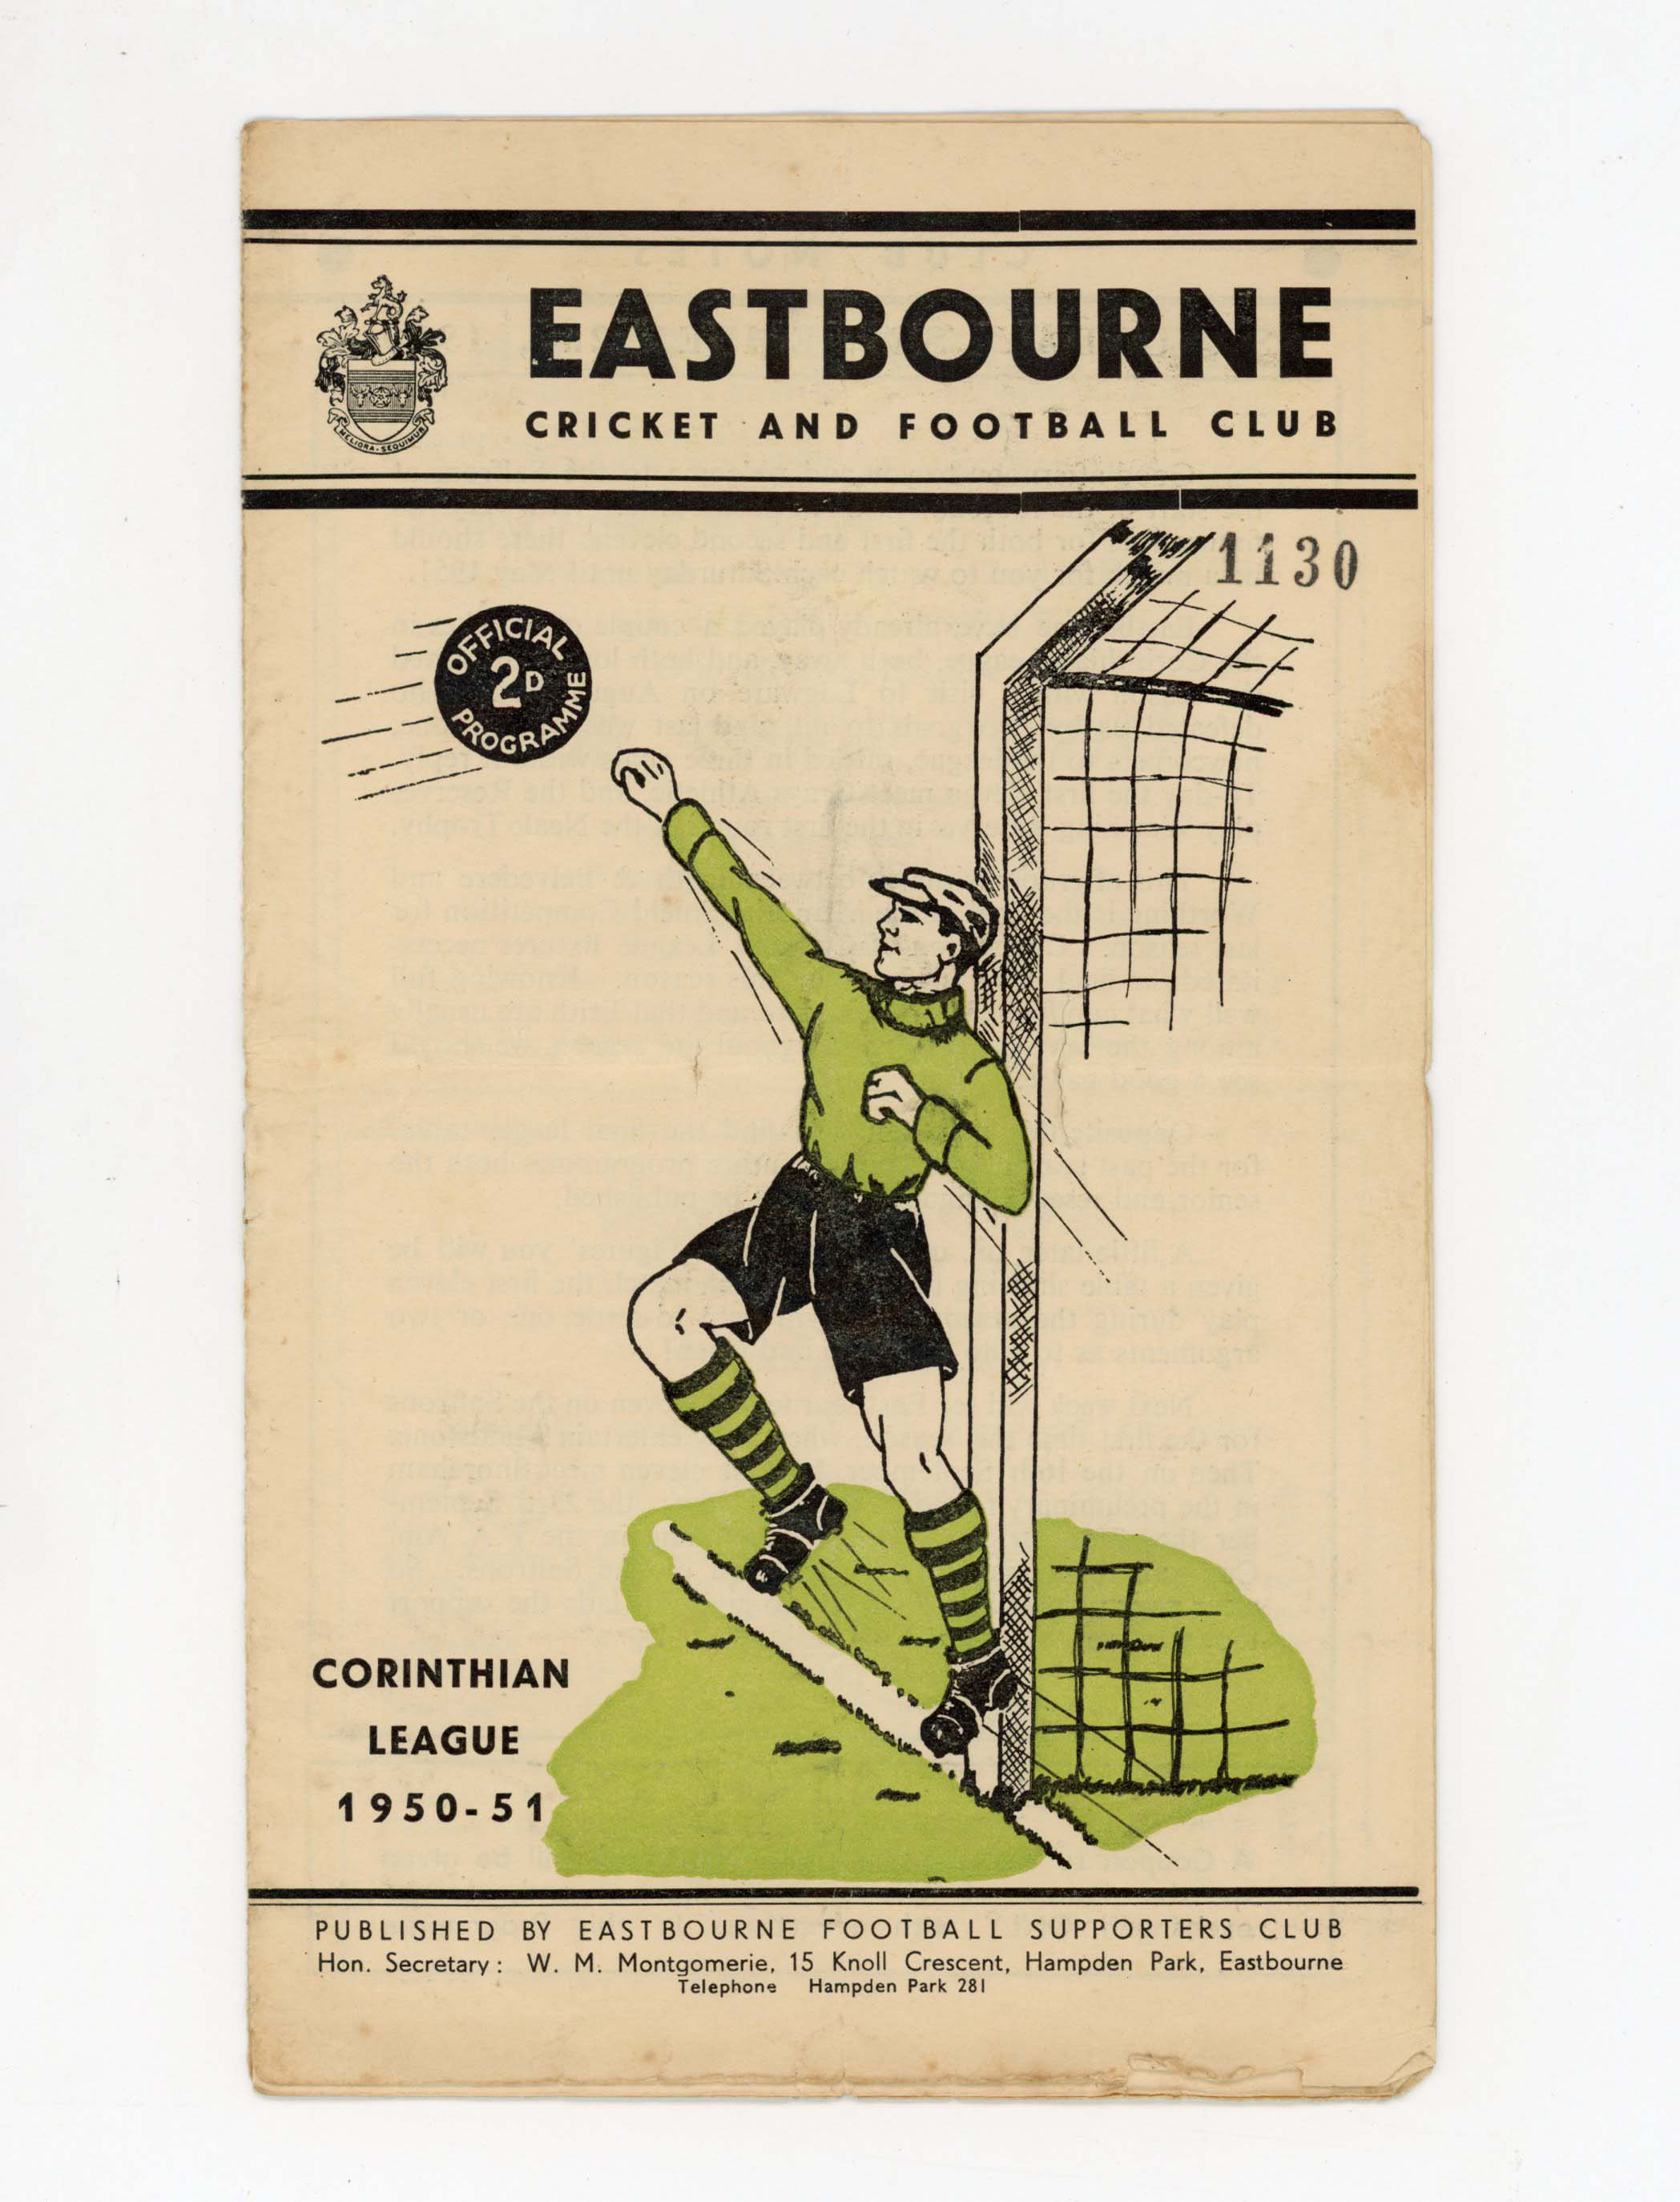 EASTBOURNE
CRICKET AND FOOTBALL CLUB
MELIORA · SEQUIMUR
1130
OFFICIAL
2D
PROGRAMME
CORINTHIAN
LEAGUE
1950-51
PUBLISHED BY EASTBOURNE FOOTBALL SUPPORTERS CLUB
Hon. Secretary : W. M. Montgomerie, 15 Knoll Crescent, Hampden Park, Eastbourne
Telephone Hampden Park 281